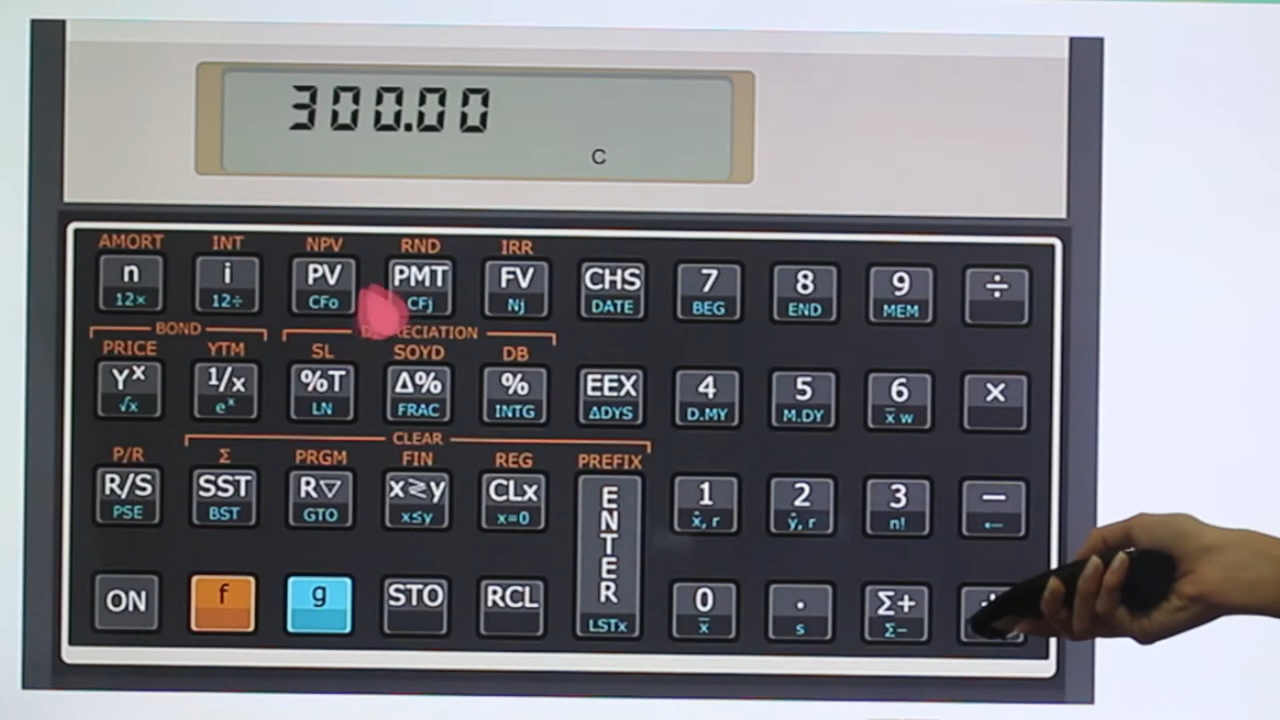 300.00
C
AMORT INT NPV RND IRR
n i PV PMT FV CHS 7 8 9 ÷
12× 12÷ CFo CFj Nj DATE BEG END MEM
BOND
PRICE YTM SL SOYD DB
Yx 1/x %T Δ% % EEX 4 5 6 ×
√x ex LN FRAC INTG ΔDYS D.MY M.DY x̄ w
CLEAR
P/R Σ PRGM FIN REG PREFIX
R/S SST R▽ x≷y CLx ENTER 1 2 3 −
PSE BST GTO x≤y x=0 x̂, r ŷ, r n! ←
ON f g STO RCL 0 . Σ+
LSTx x̄ s Σ−